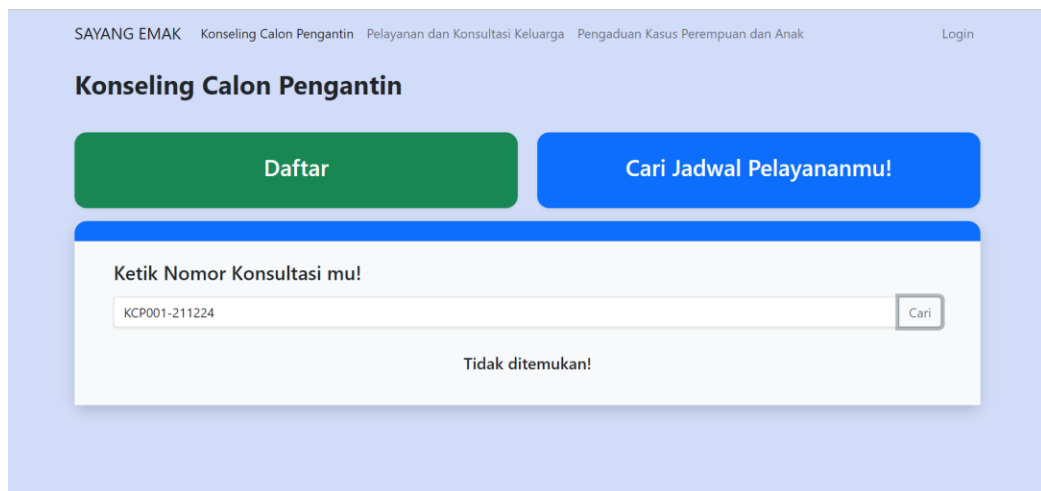 SAYANG EMAK Konseling Calon Pengantin Pelayanan dan Konsultasi Keluarga Pengaduan Kasus Perempuan dan Anak Login
Konseling Calon Pengantin
Daftar Cari Jadwal Pelayananmu!
Ketik Nomor Konsultasi mu!
KCP001-211224 Cari
Tidak ditemukan!